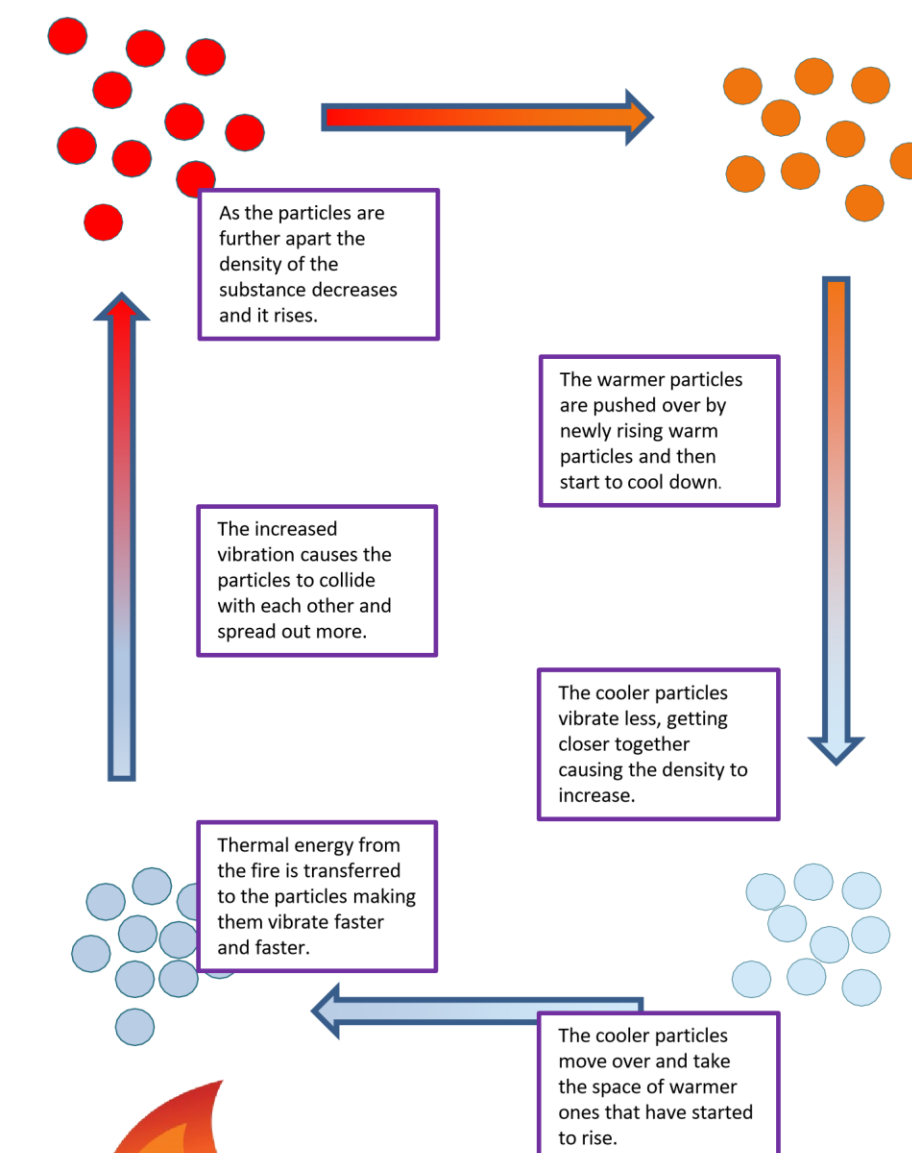 As the particles are
further apart the
density of the
substance decreases
and it rises.
The warmer particles
are pushed over by
newly rising warm
particles and then
start to cool down.
The increased
vibration causes the
particles to collide
with each other and
spread out more.
The cooler particles
vibrate less, getting
closer together
causing the density to
increase.
Thermal energy from
the fire is transferred
to the particles making
them vibrate faster
and faster.
The cooler particles
move over and take
the space of warmer
ones that have started
to rise.